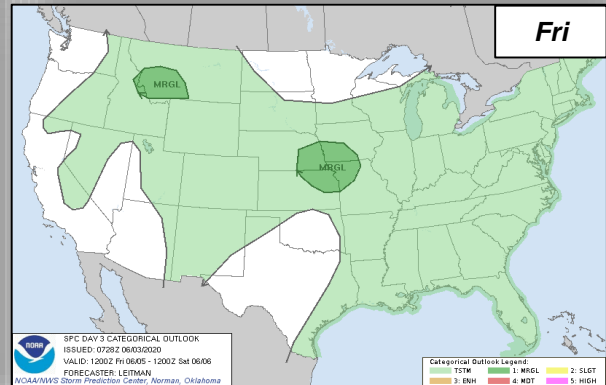 Fri
MRGL
MRGL
NOAA
SPC DAY 3 CATEGORICAL OUTLOOK
ISSUED: 0728Z 06/03/2020
VALID: 1200Z Fri 06/05 - 1200Z Sat 06/06
FORECASTER: LEITMAN
NOAA/NWS Storm Prediction Center, Norman, Oklahoma
Categorical Outlook Legend:
TSTM 1: MRGL 2: SLGT
3: ENH 4: MDT 5: HIGH